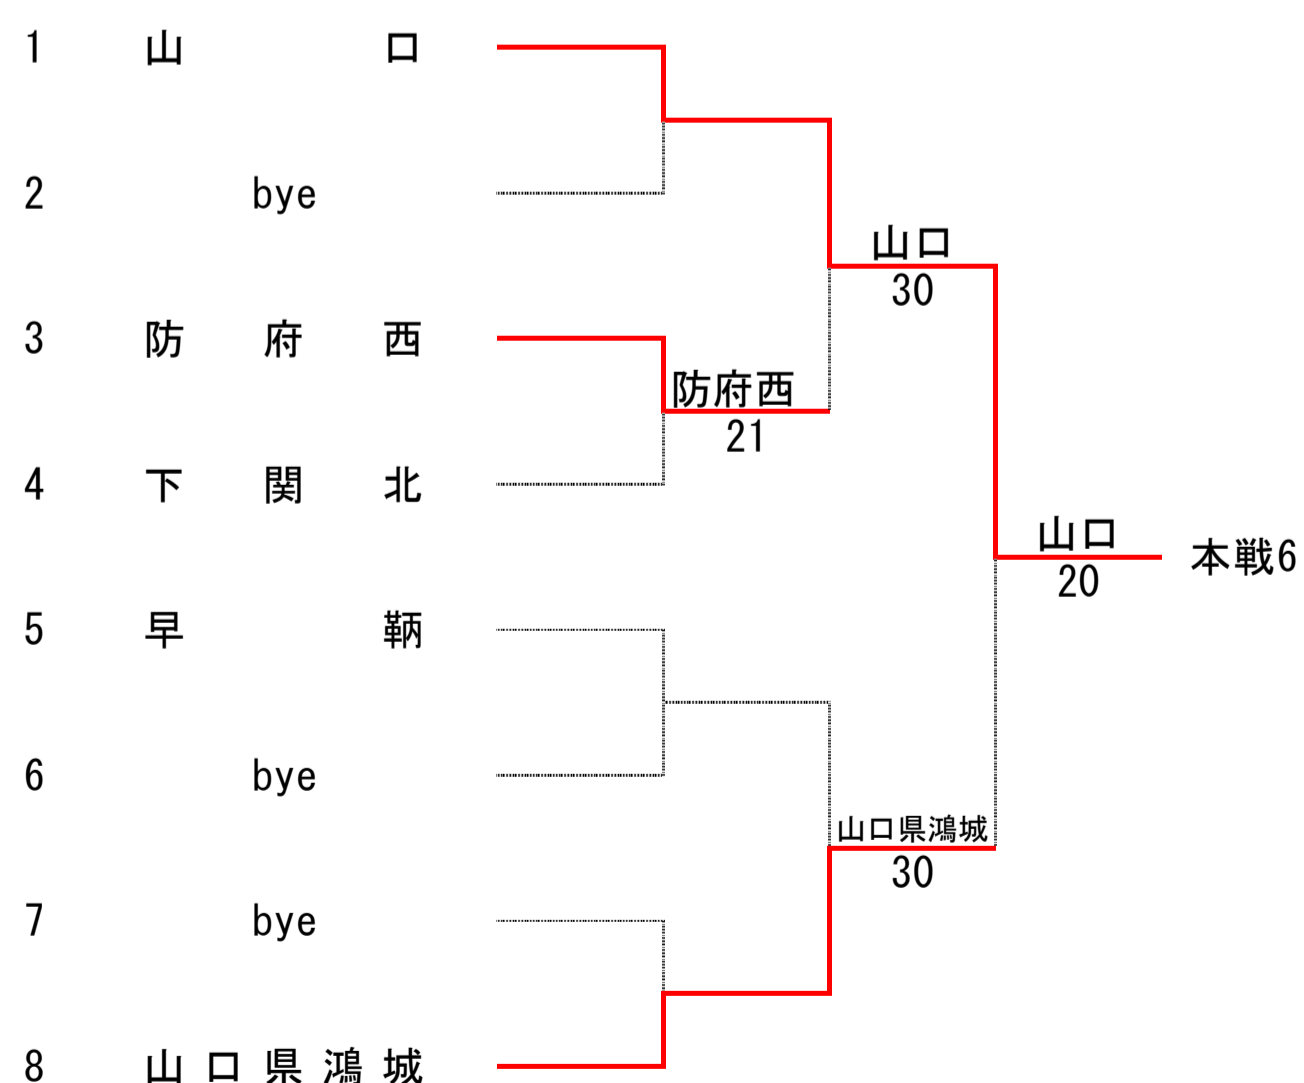 1 山口
2 bye
山口
30
3 防府西
防府西
21
4 下関北
山口
20
本戦6
5 早鞆
6 bye
山口県鴻城
30
7 bye
8 山口県鴻城